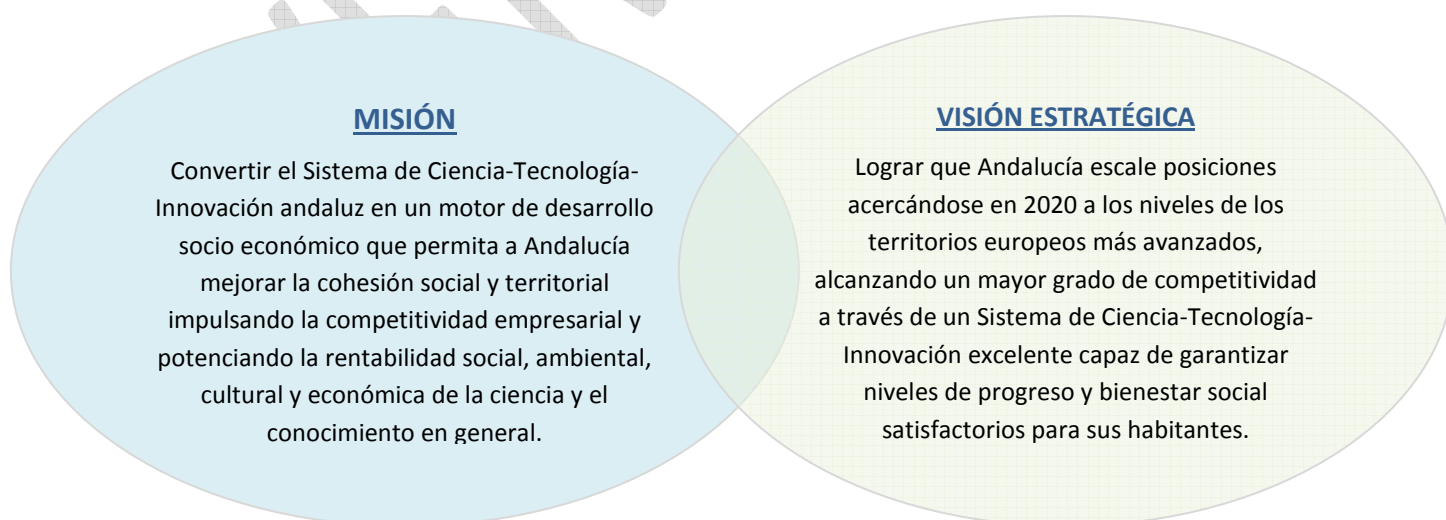 MISIÓN
Convertir el Sistema de Ciencia-Tecnología-
Innovación andaluz en un motor de desarrollo
socio económico que permita a Andalucía
mejorar la cohesión social y territorial
impulsando la competitividad empresarial y
potenciando la rentabilidad social, ambiental,
cultural y económica de la ciencia y el
conocimiento en general.
VISIÓN ESTRATÉGICA
Lograr que Andalucía escale posiciones
acercándose en 2020 a los niveles de los
territorios europeos más avanzados,
alcanzando un mayor grado de competitividad
a través de un Sistema de Ciencia-Tecnología-
Innovación excelente capaz de garantizar
niveles de progreso y bienestar social
satisfactorios para sus habitantes.